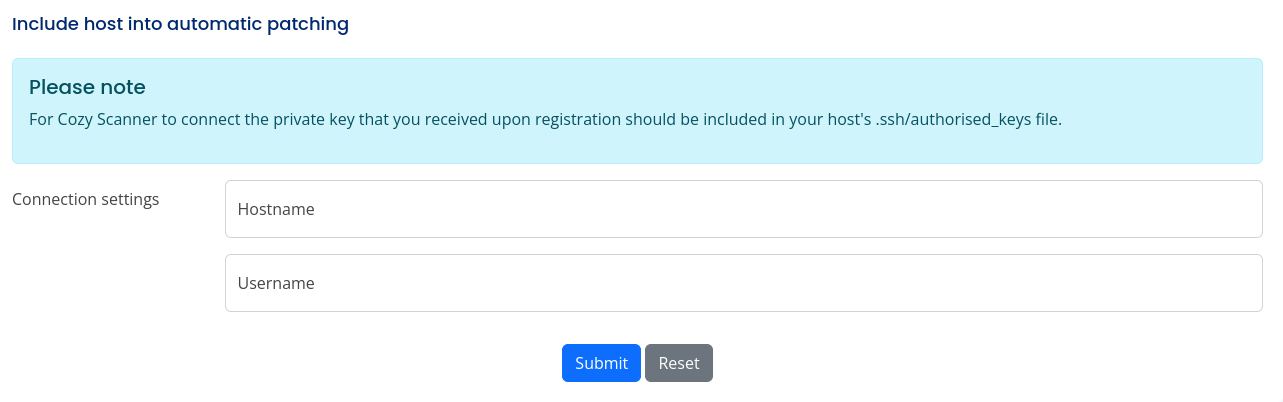 Include host into automatic patching
Please note
For Cozy Scanner to connect the private key that you received upon registration should be included in your host's .ssh/authorised_keys file.
Connection settings
Hostname
Username
Submit
Reset